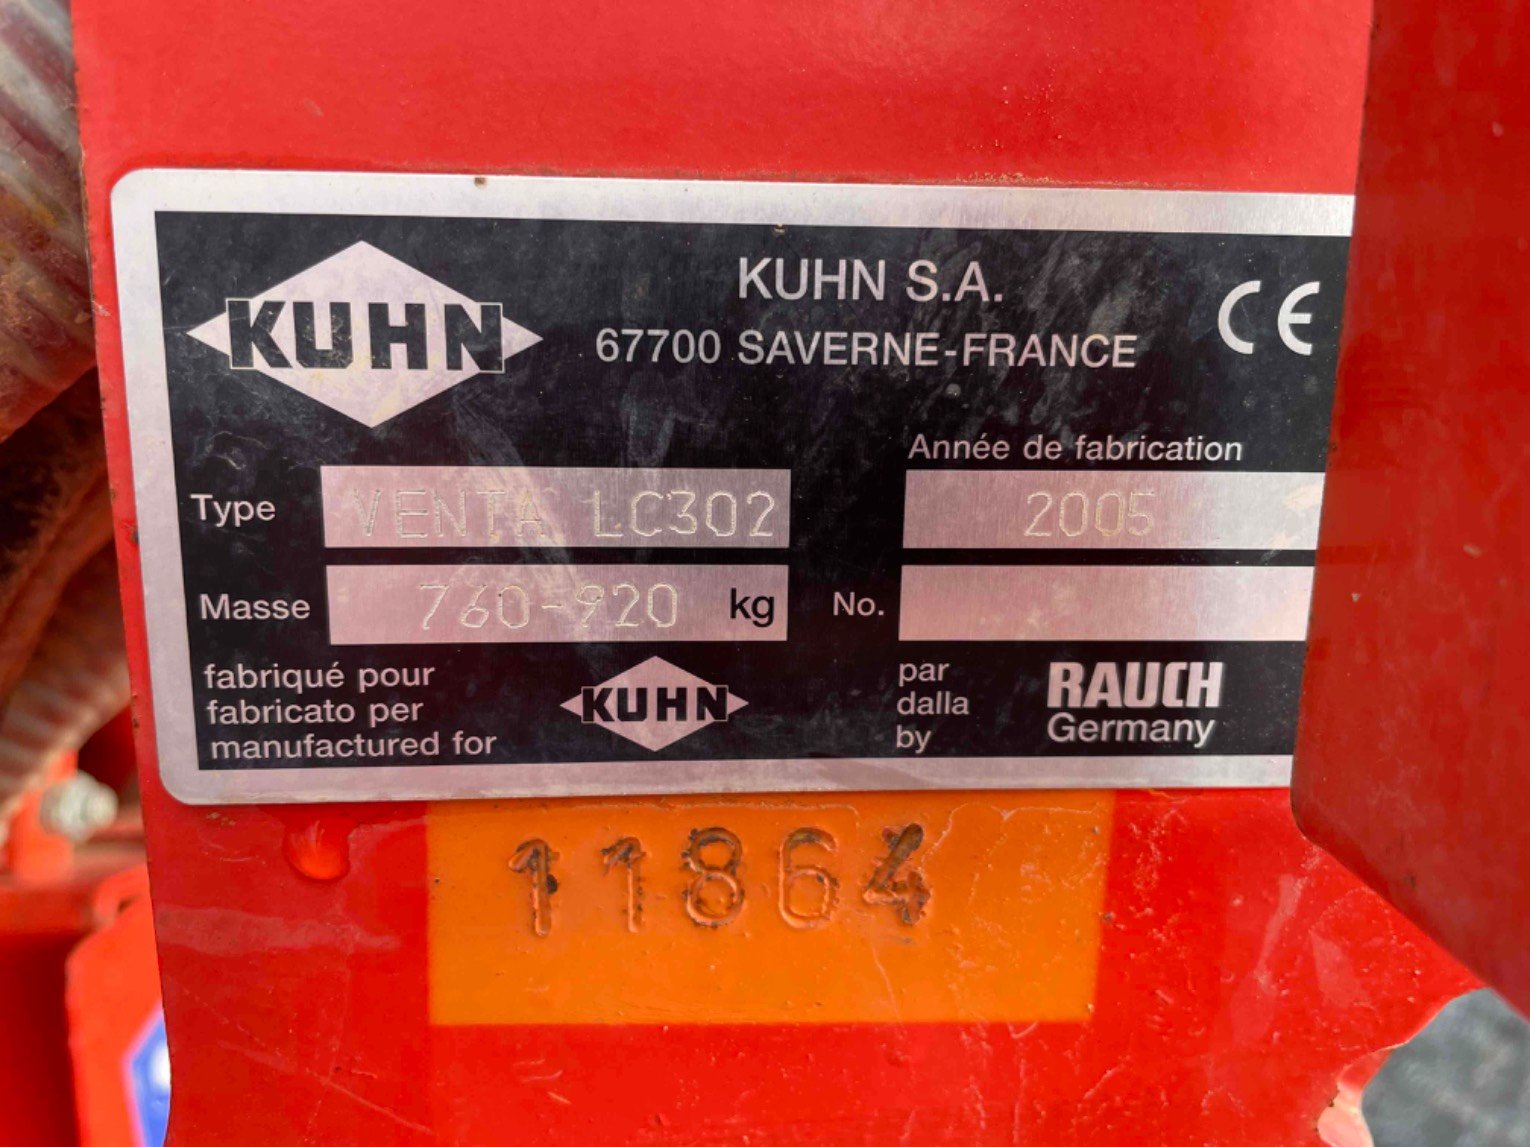 KUHN
KUHN S.A.
67700 SAVERNE-FRANCE
CE
Année de fabrication
Type VENTA LC302 2005
Masse 760-920 kg No.
fabriqué pour
fabricato per
manufactured for
KUHN
par
dalla
by
RAUCH
Germany
11864